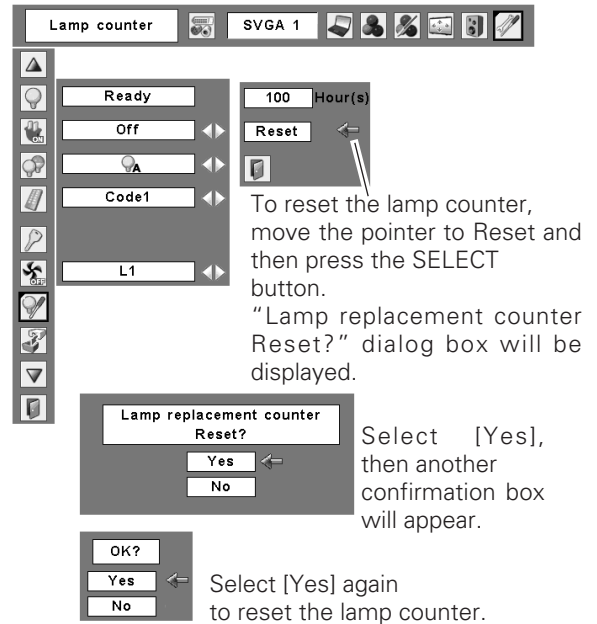 Lamp counter SVGA 1
Ready
100 Hour(s)
ON
Off
Reset
A
Code1
To reset the lamp counter,
move the pointer to Reset and
then press the SELECT
button.
OFF
L1
“Lamp replacement counter
Reset?” dialog box will be
displayed.
Lamp replacement counter
Reset?
Yes
No
Select [Yes],
then another
confirmation box
will appear.
OK?
Yes
No
Select [Yes] again
to reset the lamp counter.